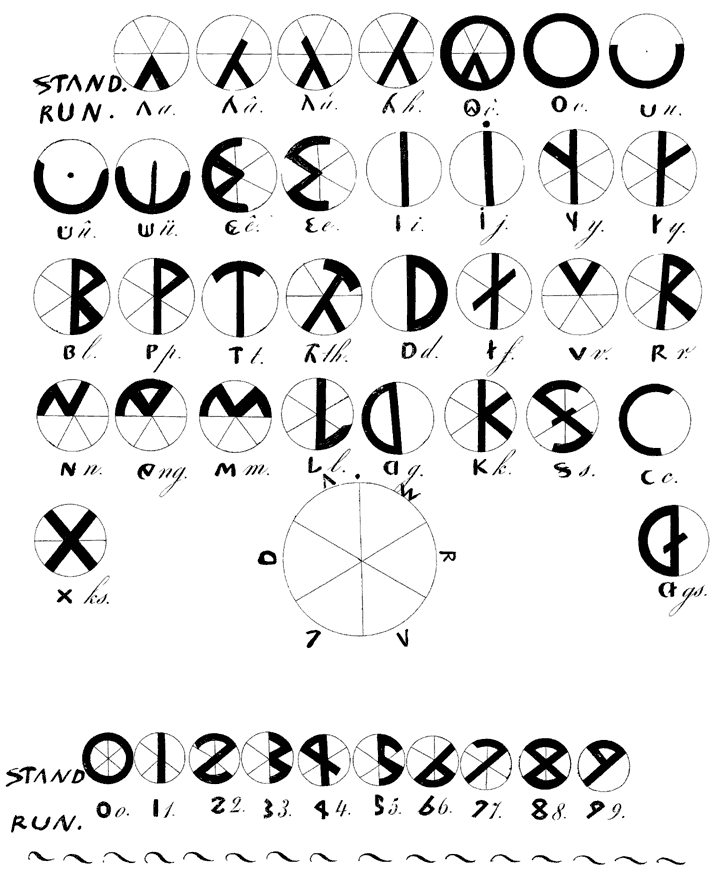 STAND.
RUN. Λ a. â. á. h. ô. O o. U u.
Ü û. ü. ê. Ɛ e. I i. j. y. y.
B b. P p. T t. th. D d. f. V v. R r.
N n. ng. M m. L l. g. K k. s. C c.
X ks. gs.
W
R
V
STAND
RUN. 0 0. 1 1. 2 2. 3 3. 4 4. 5 5. 6 6. 7 7. 8 8. 9 9.